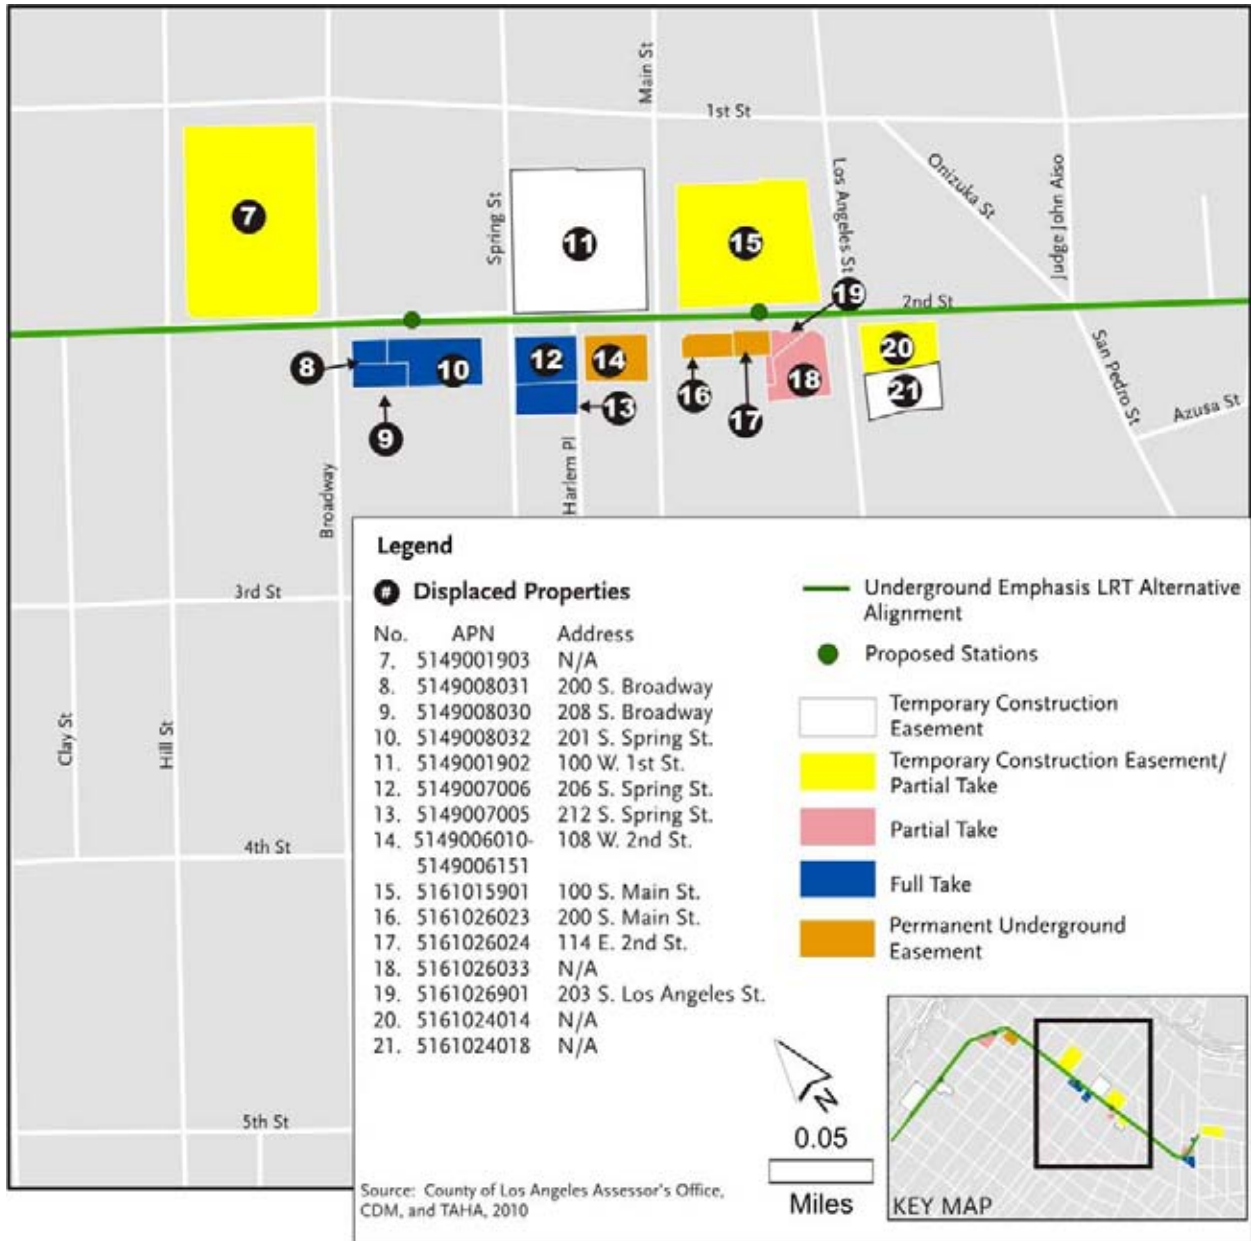 Main St
1st St
Los Angeles St
Onizuka St
Judge John Aiso
Spring St
7
11
15
19
2nd St
8
10
12
14
16
17
18
20
21
9
13
San Pedro St
Azusa St
Harlem Pl
Broadway
3rd St
Clay St
Hill St
4th St
5th St
Legend
# Displaced Properties
No. APN Address
7. 5149001903 N/A
8. 5149008031 200 S. Broadway
9. 5149008030 208 S. Broadway
10. 5149008032 201 S. Spring St.
11. 5149001902 100 W. 1st St.
12. 5149007006 206 S. Spring St.
13. 5149007005 212 S. Spring St.
14. 5149006010- 108 W. 2nd St.
5149006151
15. 5161015901 100 S. Main St.
16. 5161026023 200 S. Main St.
17. 5161026024 114 E. 2nd St.
18. 5161026033 N/A
19. 5161026901 203 S. Los Angeles St.
20. 5161024014 N/A
21. 5161024018 N/A
Underground Emphasis LRT Alternative
Alignment
Proposed Stations
Temporary Construction
Easement
Temporary Construction Easement/
Partial Take
Partial Take
Full Take
Permanent Underground
Easement
N
0.05
Miles
KEY MAP
Source: County of Los Angeles Assessor's Office,
CDM, and TAHA, 2010